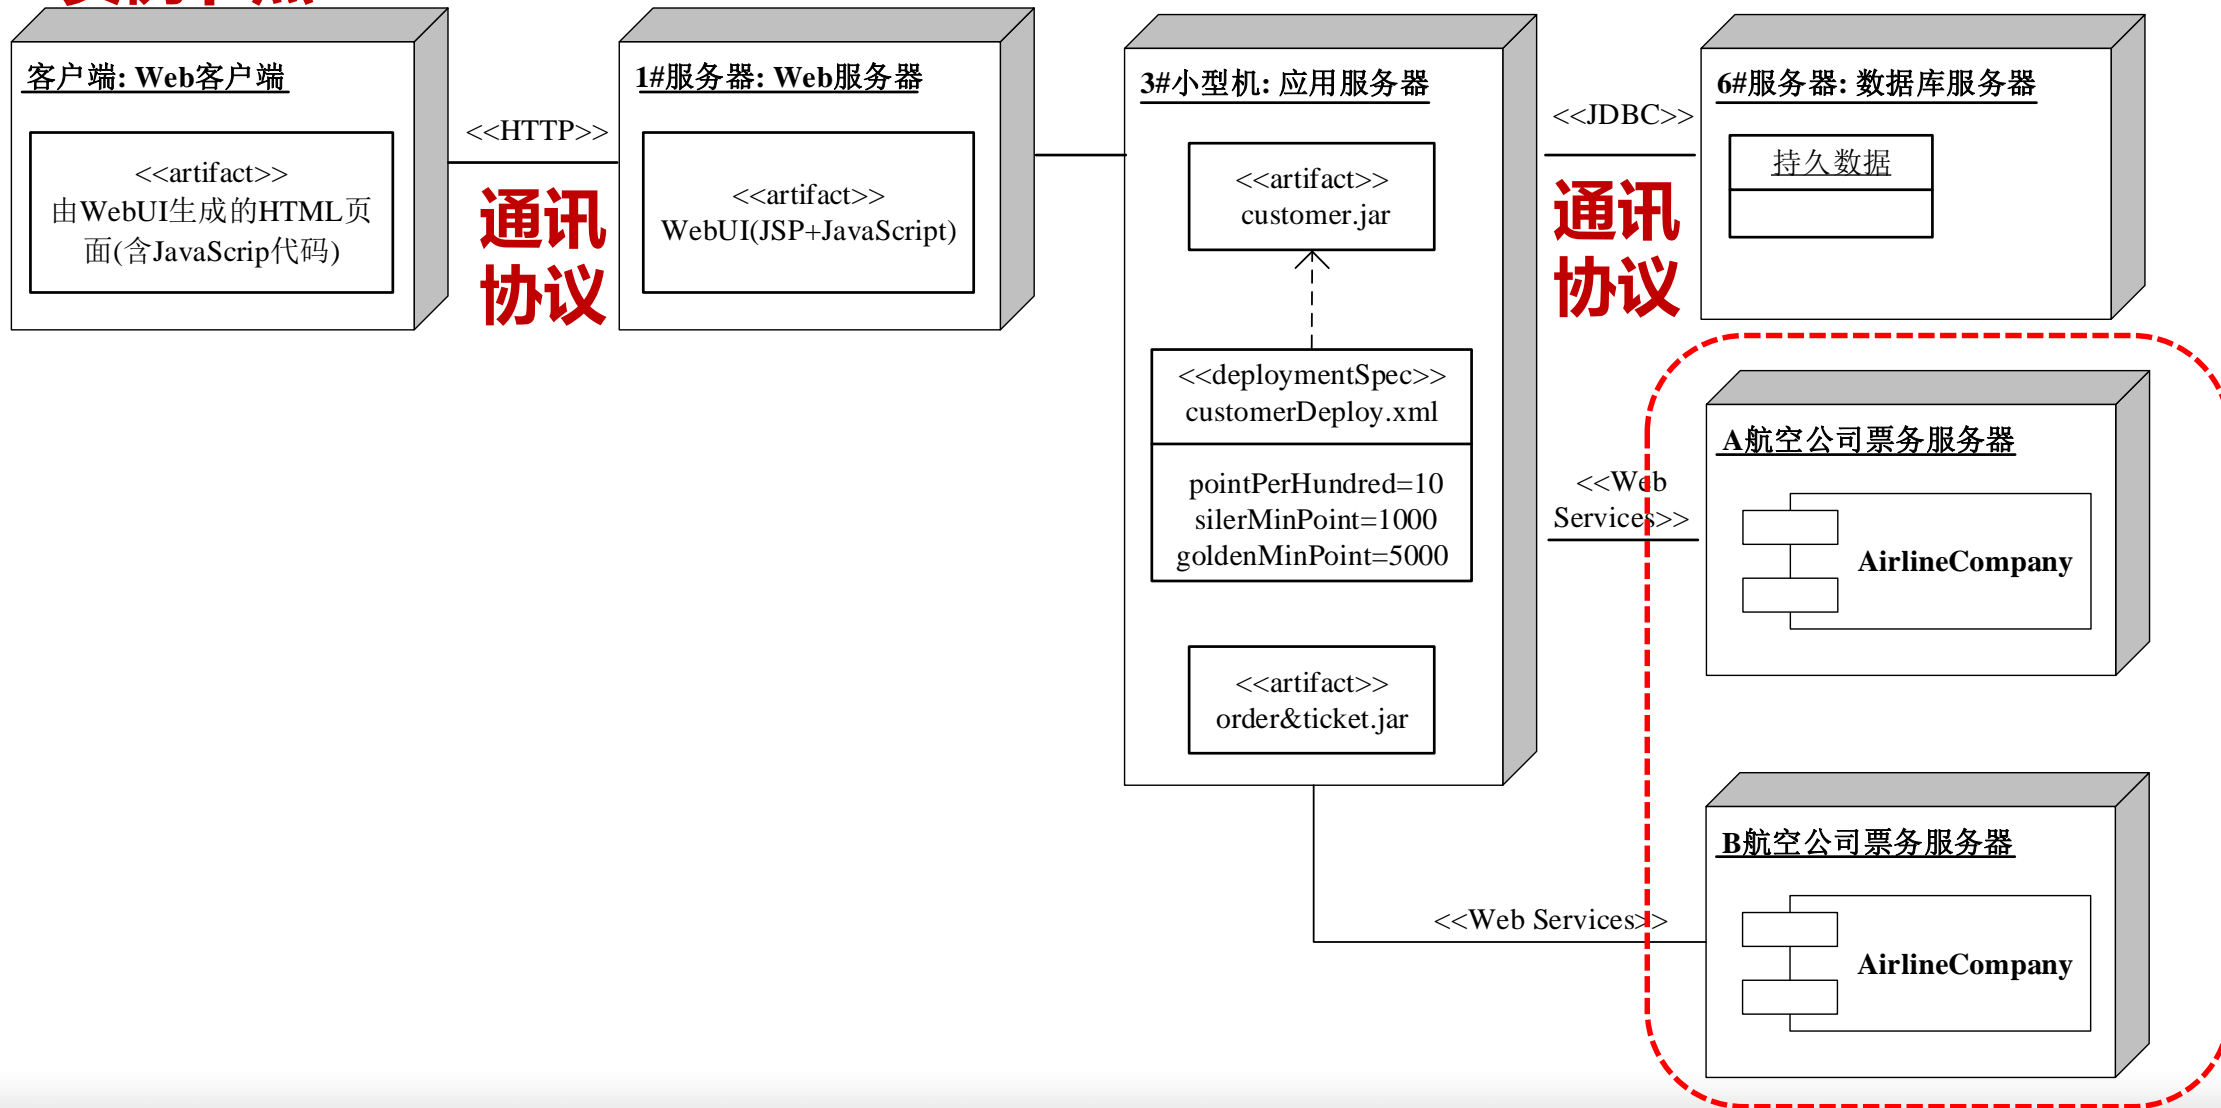 客户端: Web客户端
<<artifact>>
由WebUI生成的HTML页
面(含JavaScrip代码)
<<HTTP>>
通讯
协议
1#服务器: Web服务器
<<artifact>>
WebUI(JSP+JavaScript)
3#小型机: 应用服务器
<<artifact>>
customer.jar
<<deploymentSpec>>
customerDeploy.xml
pointPerHundred=10
silerMinPoint=1000
goldenMinPoint=5000
<<artifact>>
order&ticket.jar
<<JDBC>>
通讯
协议
6#服务器: 数据库服务器
持久数据
<<Web
Services>>
A航空公司票务服务器
AirlineCompany
<<Web Services>>
B航空公司票务服务器
AirlineCompany